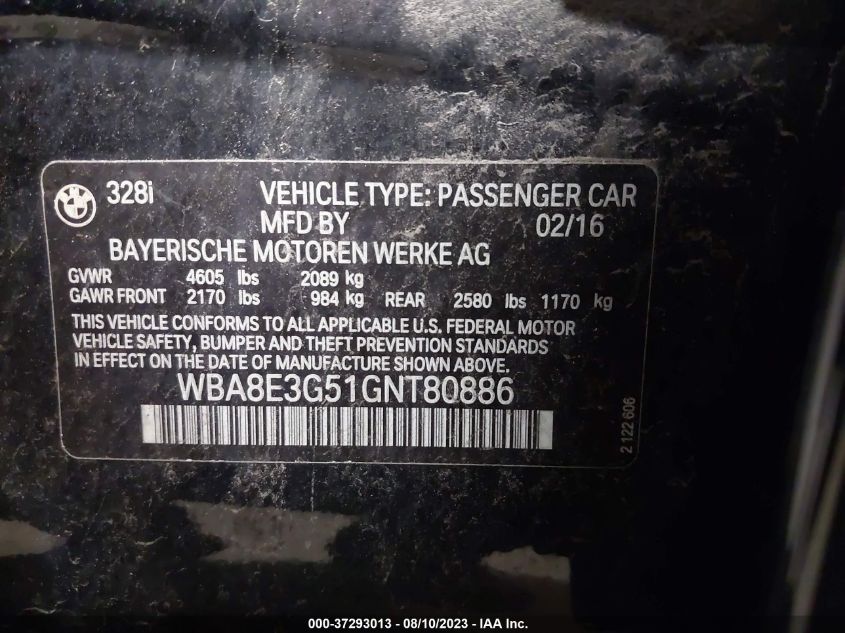 BMW
328i VEHICLE TYPE: PASSENGER CAR
MFD BY 02/16
BAYERISCHE MOTOREN WERKE AG
GVWR 4605 lbs 2089 kg
GAWR FRONT 2170 lbs 984 kg REAR 2580 lbs 1170 kg
THIS VEHICLE CONFORMS TO ALL APPLICABLE U.S. FEDERAL MOTOR
VEHICLE SAFETY, BUMPER AND THEFT PREVENTION STANDARDS
IN EFFECT ON THE DATE OF MANUFACTURE SHOWN ABOVE.
WBA8E3G51GNT80886
2 122 606
000-37293013 - 08/10/2023 - IAA Inc.